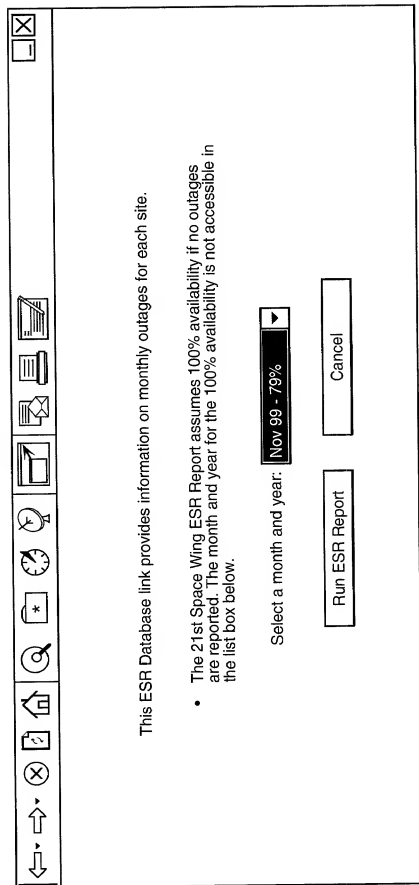 This ESR Database link provides information on monthly outages for each site.
• The 21st Space Wing ESR Report assumes 100% availability if no outages
are reported. The month and year for the 100% availability is not accessible in
the list box below.
Select a month and year: Nov 99 - 79%
Run ESR Report Cancel